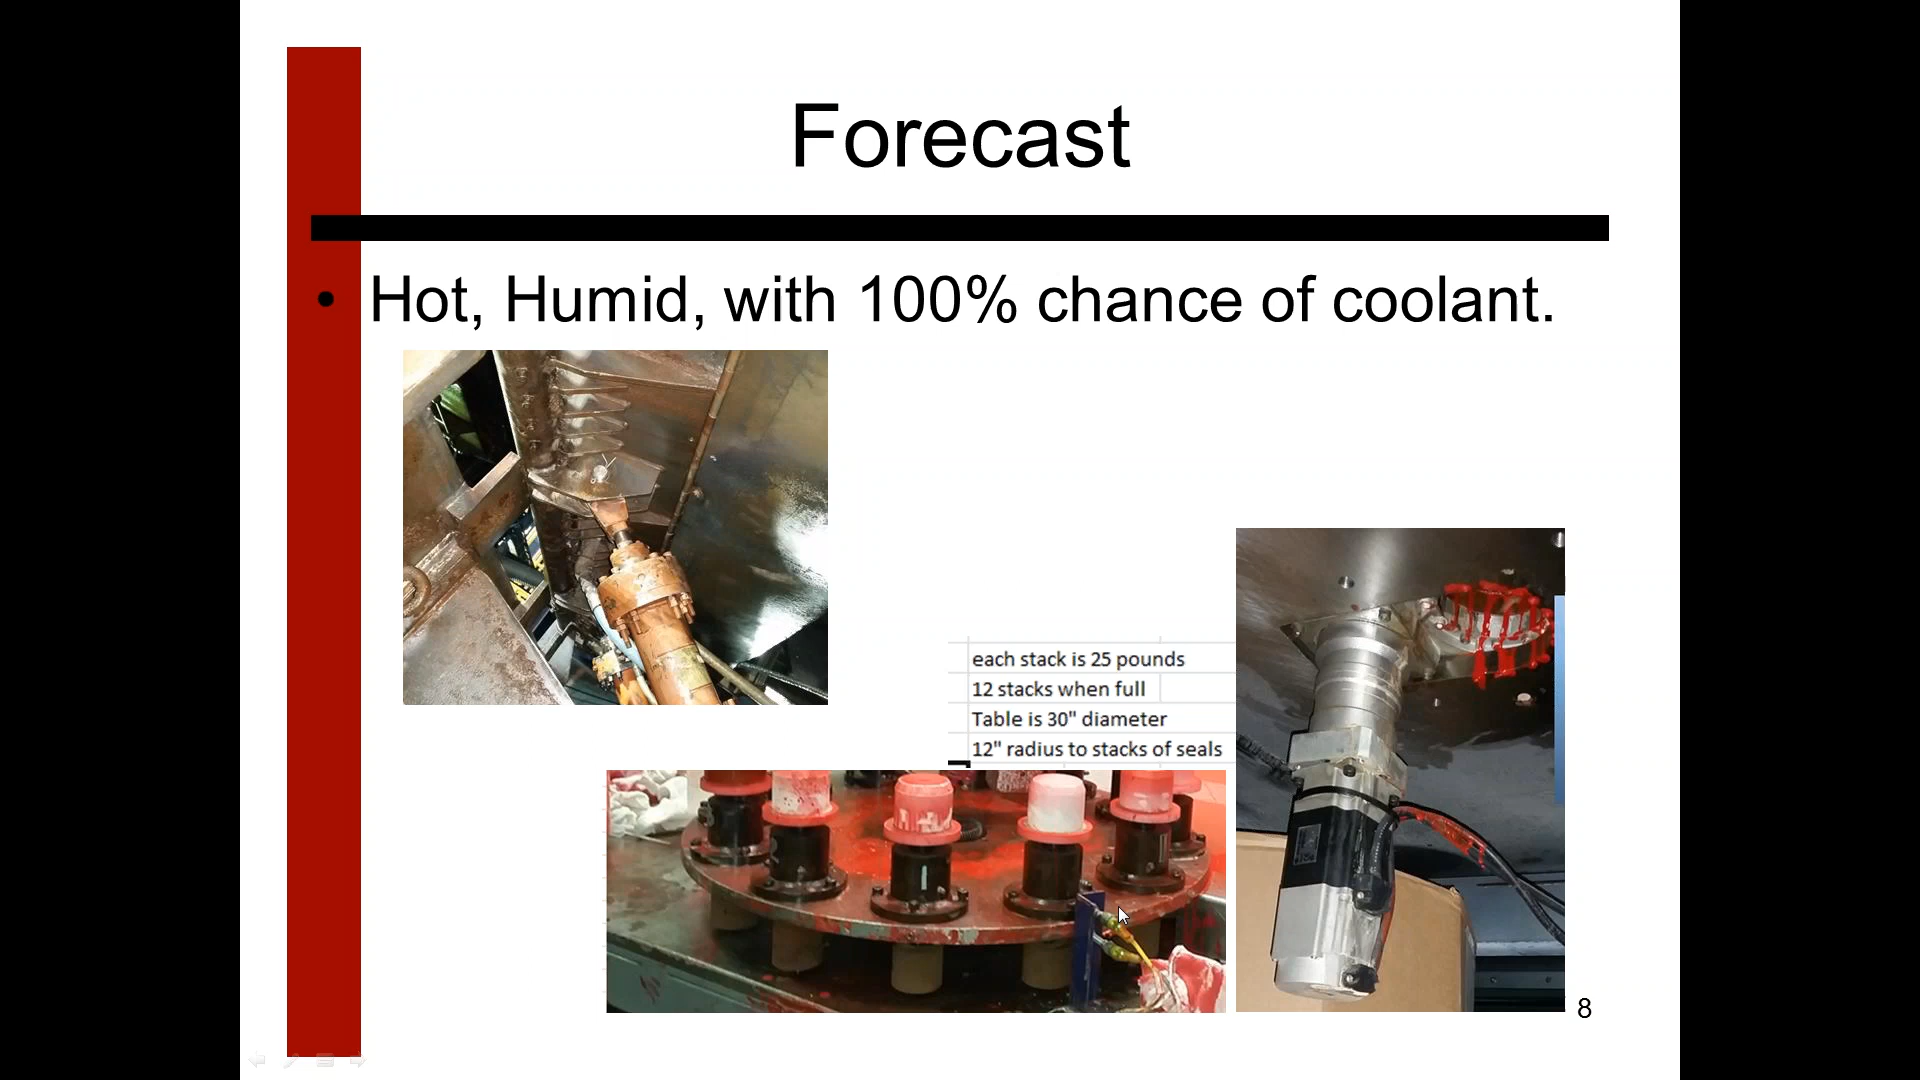 Forecast
• Hot, Humid, with 100% chance of coolant.
each stack is 25 pounds
12 stacks when full
Table is 30" diameter
12" radius to stacks of seals
8